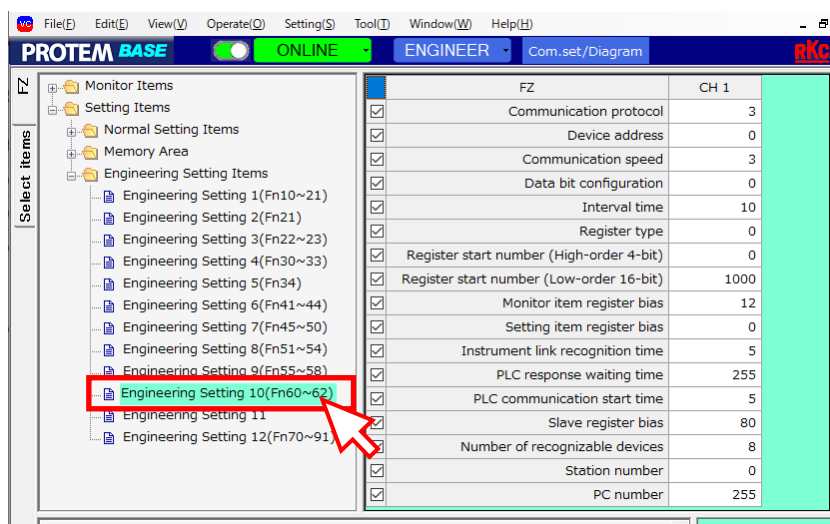 VC File(F) Edit(E) View(V) Operate(O) Setting(S) Tool(T) Window(W) Help(H)
PROTEM BASE ONLINE ENGINEER Com.set/Diagram RKC
FZ
Select items
Monitor Items
Setting Items
Normal Setting Items
Memory Area
Engineering Setting Items
Engineering Setting 1(Fn10~21)
Engineering Setting 2(Fn21)
Engineering Setting 3(Fn22~23)
Engineering Setting 4(Fn30~33)
Engineering Setting 5(Fn34)
Engineering Setting 6(Fn41~44)
Engineering Setting 7(Fn45~50)
Engineering Setting 8(Fn51~54)
Engineering Setting 9(Fn55~58)
Engineering Setting 10(Fn60~62)
Engineering Setting 11
Engineering Setting 12(Fn70~91)
FZ CH 1
Communication protocol 3
Device address 0
Communication speed 3
Data bit configuration 0
Interval time 10
Register type 0
Register start number (High-order 4-bit) 0
Register start number (Low-order 16-bit) 1000
Monitor item register bias 12
Setting item register bias 0
Instrument link recognition time 5
PLC response waiting time 255
PLC communication start time 5
Slave register bias 80
Number of recognizable devices 8
Station number 0
PC number 255